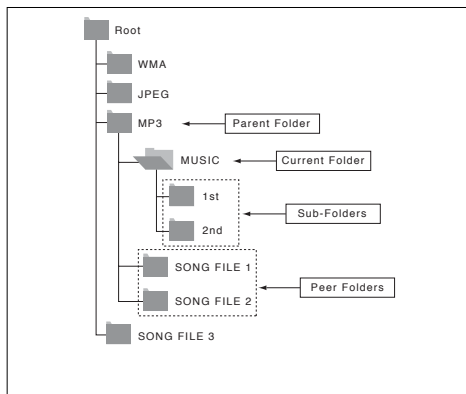 Root
WMA
JPEG
MP3
Parent Folder
MUSIC
Current Folder
1st
Sub-Folders
2nd
SONG FILE 1
Peer Folders
SONG FILE 2
SONG FILE 3